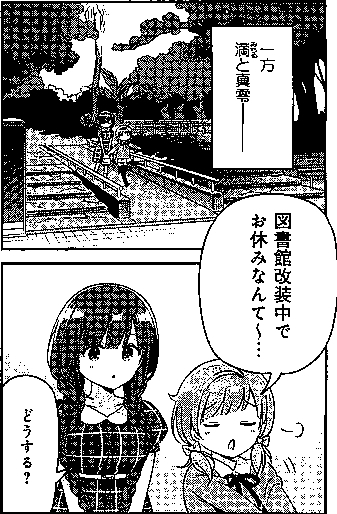 一方
満と真零――
図書館改装中で
お休みなんて～…
どうする？